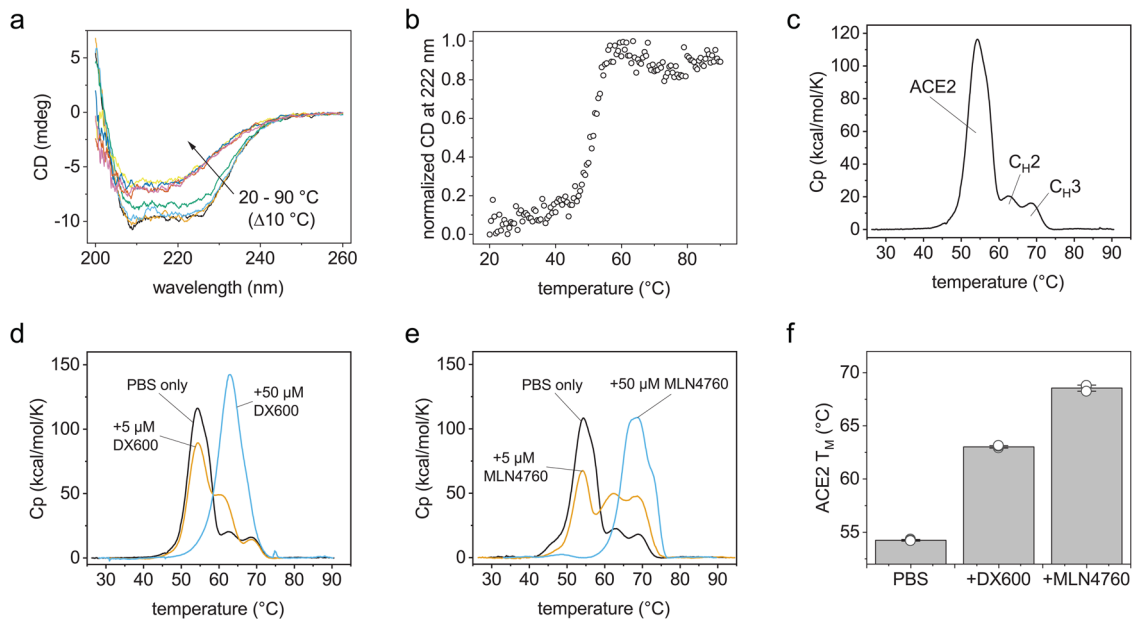 a
5
0
-5
-10
CD (mdeg)
20 - 90 °C
(Δ10 °C)
200
220
240
260
wavelength (nm)
b
1.0
0.8
0.6
0.4
0.2
0.0
normalized CD at 222 nm
20
40
60
80
temperature (°C)
c
120
100
80
60
40
20
0
Cp (kcal/mol/K)
ACE2
CH2
CH3
30
40
50
60
70
80
90
temperature (°C)
d
150
100
50
0
Cp (kcal/mol/K)
PBS only
+50 µM
DX600
+5 µM
DX600
30
40
50
60
70
80
90
temperature (°C)
e
150
100
50
0
Cp (kcal/mol/K)
PBS only
+50 µM MLN4760
+5 µM
MLN4760
30
40
50
60
70
80
90
temperature (°C)
f
70
65
60
55
ACE2 TM (°C)
PBS
+DX600
+MLN4760